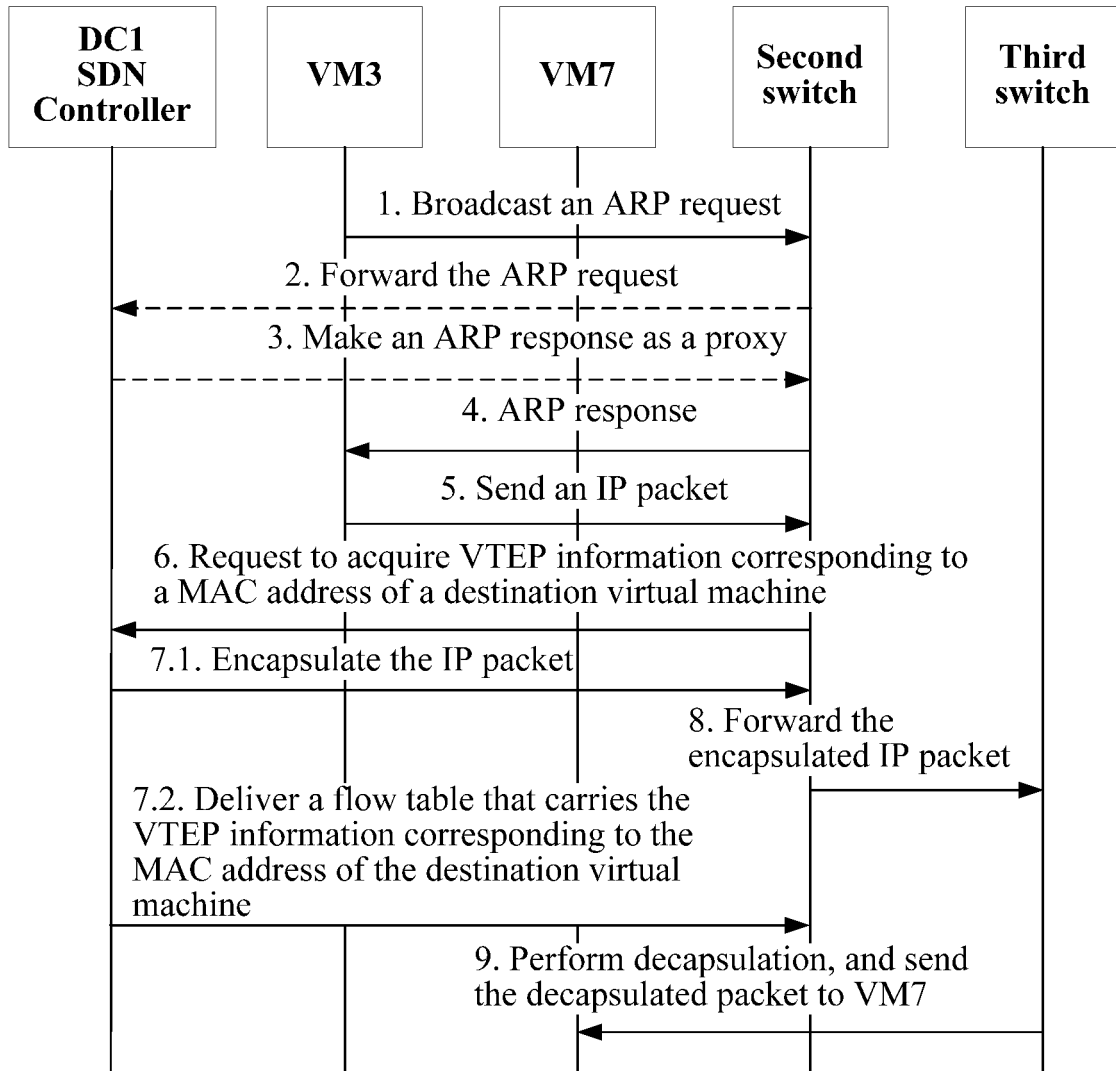 DC1
SDN
Controller
VM3
VM7
Second
switch
Third
switch
1. Broadcast an ARP request
2. Forward the ARP request
3. Make an ARP response as a proxy
4. ARP response
5. Send an IP packet
6. Request to acquire VTEP information corresponding to
a MAC address of a destination virtual machine
7.1. Encapsulate the IP packet
8. Forward the
encapsulated IP packet
7.2. Deliver a flow table that carries the
VTEP information corresponding to the
MAC address of the destination virtual
machine
9. Perform decapsulation, and send
the decapsulated packet to VM7